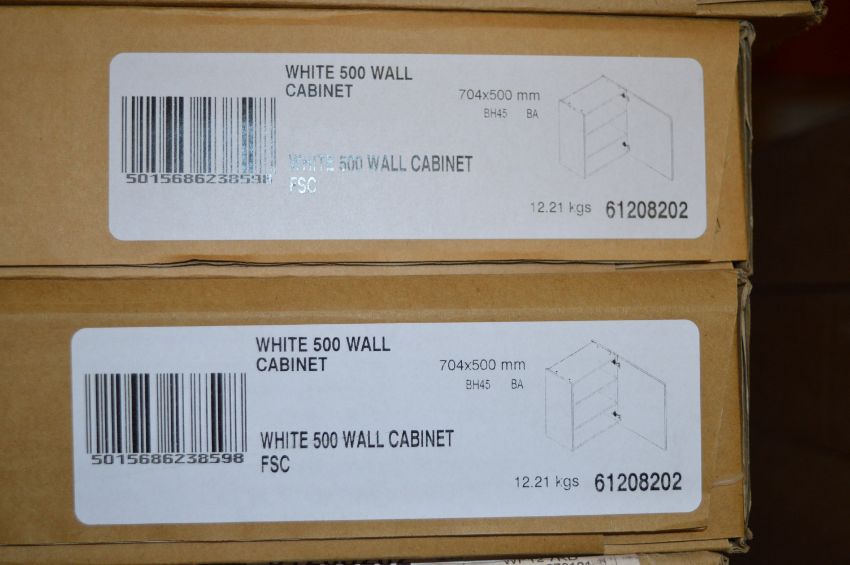 WHITE 500 WALL
CABINET
704x500 mm
BH45 BA
5015686238598
WHITE 500 WALL CABINET
FSC
12.21 kgs 61208202
WHITE 500 WALL
CABINET
704x500 mm
BH45 BA
5015686238598
WHITE 500 WALL CABINET
FSC
12.21 kgs 61208202